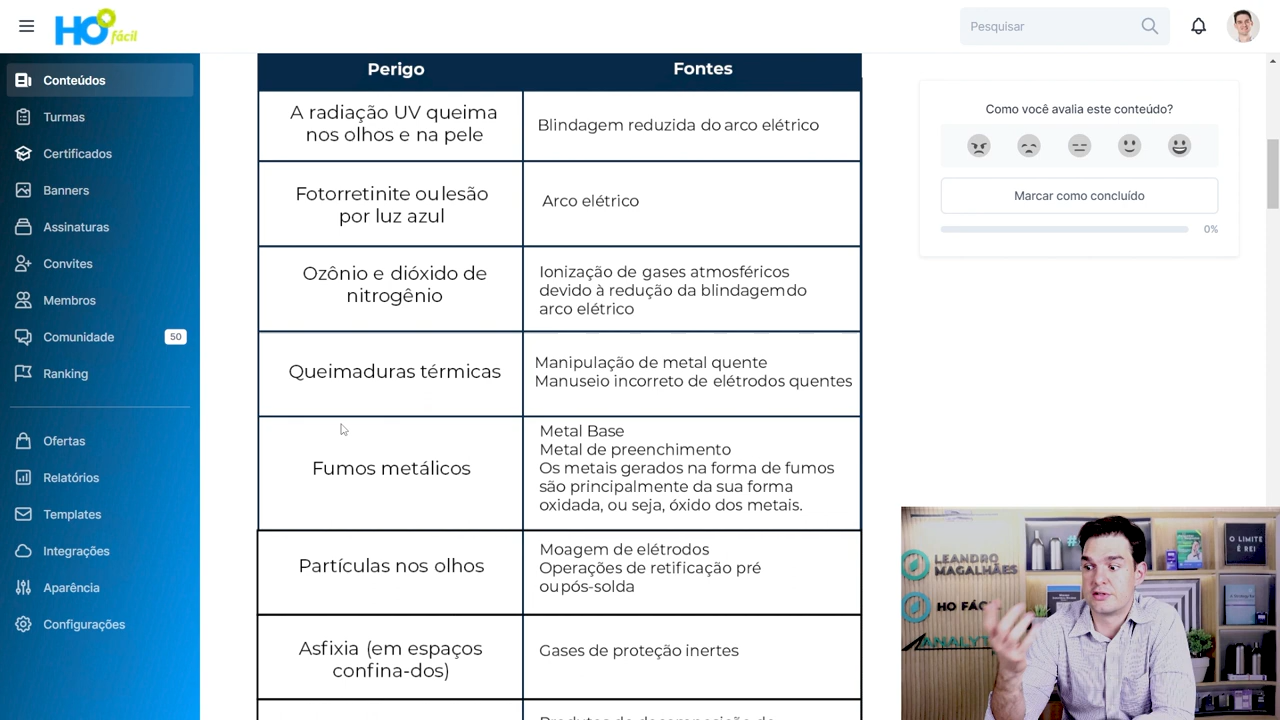 HO fácil
Pesquisar
Conteúdos
Turmas
Certificados
Banners
Assinaturas
Convites
Membros
Comunidade 50
Ranking
Ofertas
Relatórios
Templates
Integrações
Aparência
Configurações
Perigo Fontes
A radiação UV queima
nos olhos e na pele
Blindagem reduzida do arco elétrico
Fotorretinite ou lesão
por luz azul
Arco elétrico
Ozônio e dióxido de
nitrogênio
Ionização de gases atmosféricos
devido à redução da blindagemdo
arco elétrico
Queimaduras térmicas
Manipulação de metal quente
Manuseio incorreto de elétrodos quentes
Fumos metálicos
Metal Base
Metal de preenchimento
Os metais gerados na forma de fumos
são principalmente da sua forma
oxidada, ou seja, óxido dos metais.
Partículas nos olhos
Moagem de elétrodos
Operações de retificação pré
oupós-solda
Asfixia (em espaços
confina-dos)
Gases de proteção inertes
Como você avalia este conteúdo?
Marcar como concluído
0%
LEANDRO
MAGALHÃES
HO FÁC
ANALYT
O LIMITE
É REI